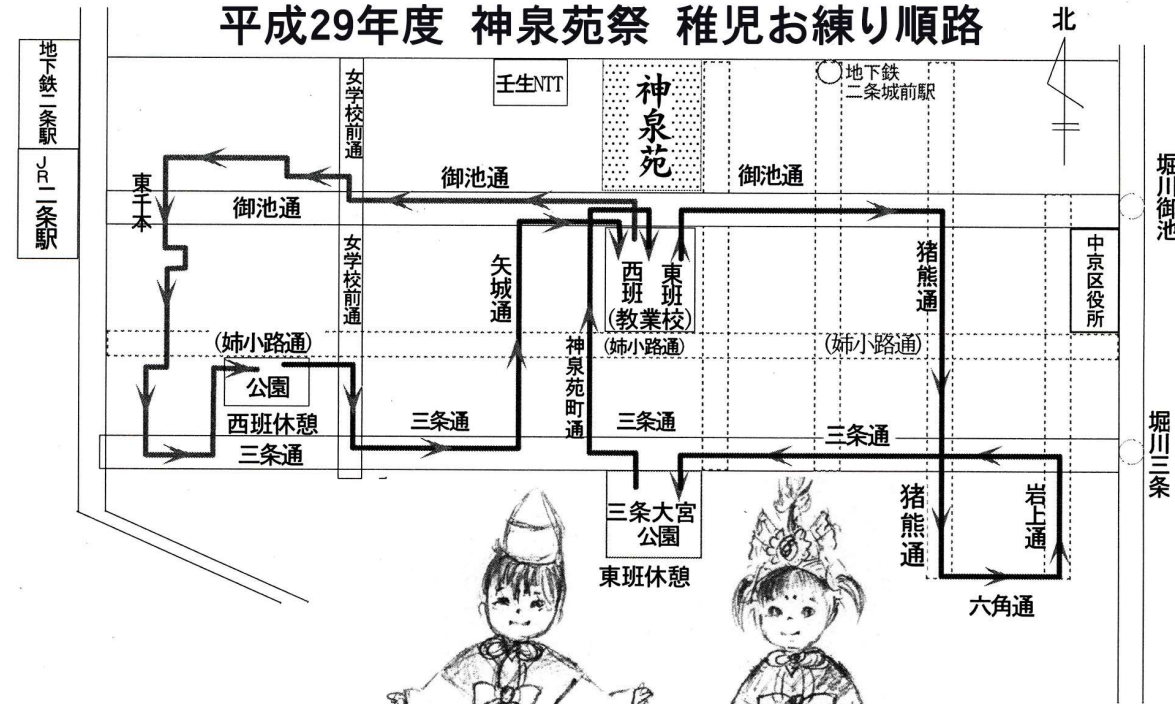 平成29年度 神泉苑祭 稚児お練り順路
北
地下鉄二条駅
JR二条駅
女学校前通
壬生NTT
神泉苑
地下鉄
二条城前駅
堀川御池
東千本
御池通
御池通
御池通
女学校前通
矢城通
西班
東班
(教業校)
猪熊通
中京区役所
(姉小路通)
(姉小路通)
(姉小路通)
公園
西班休憩
神泉苑町通
三条通
三条通
三条通
三条通
堀川三条
三条大宮
公園
東班休憩
猪熊通
岩上通
六角通